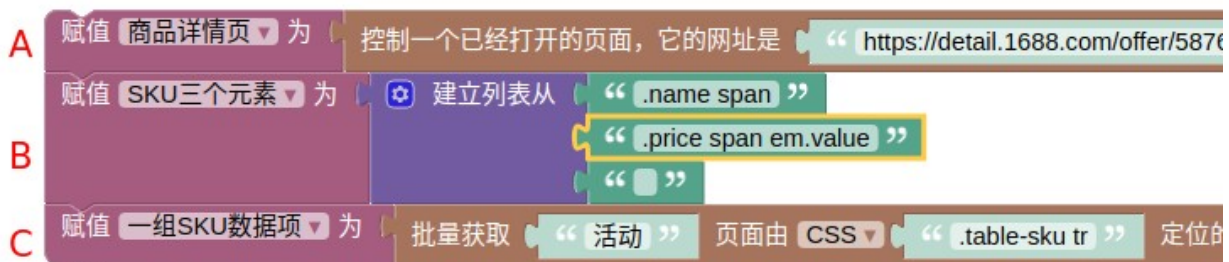 A 赋值 商品详情页 为 控制一个已经打开的页面，它的网址是 “ https://detail.1688.com/offer/5876
赋值 SKU三个元素 为 建立列表从 “ .name span ”
B “ .price span em.value ”
“ ”
C 赋值 一组SKU数据项 为 批量获取 “ 活动 ” 页面由 CSS “ .table-sku tr ” 定位的